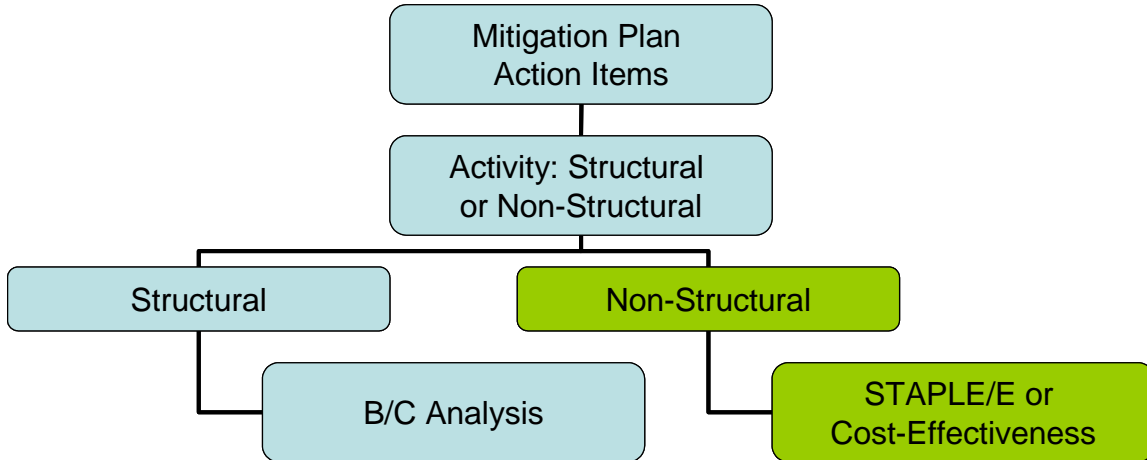 Mitigation Plan
Action Items
Activity: Structural
or Non-Structural
Structural
Non-Structural
B/C Analysis
STAPLE/E or
Cost-Effectiveness